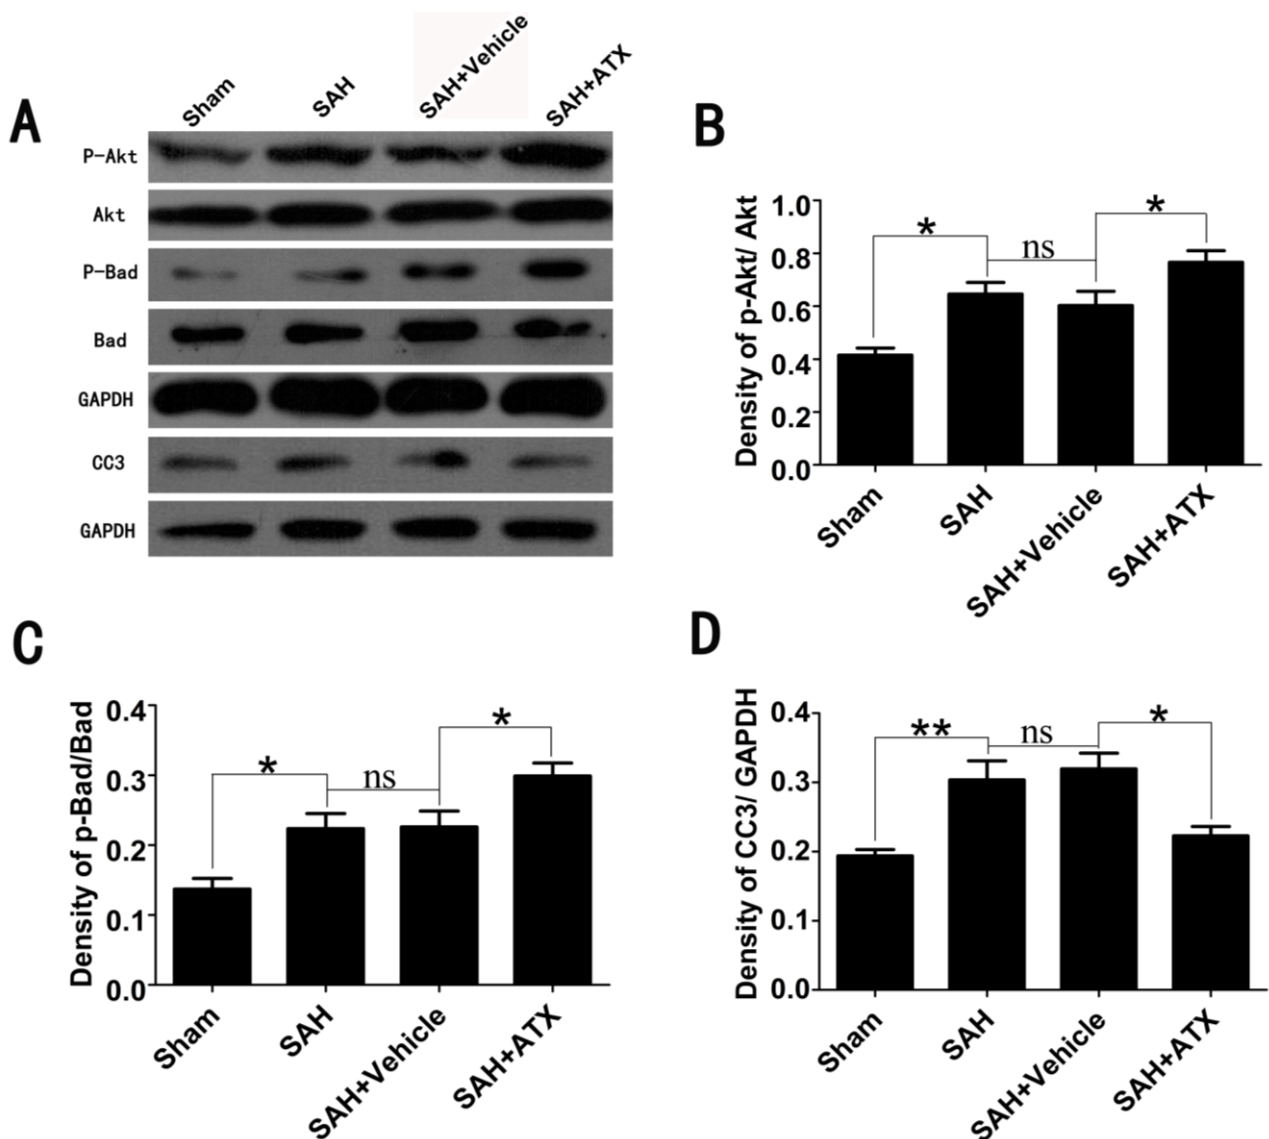 A
Sham
SAH
SAH+Vehicle
SAH+ATX
P-Akt
Akt
P-Bad
Bad
GAPDH
CC3
GAPDH
B
Density of p-Akt/ Akt
1.0
0.8
0.6
0.4
0.2
0.0
*
ns
*
Sham
SAH
SAH+Vehicle
SAH+ATX
C
Density of p-Bad/Bad
0.4
0.3
0.2
0.1
0.0
*
ns
*
Sham
SAH
SAH+Vehicle
SAH+ATX
D
Density of CC3/ GAPDH
0.4
0.3
0.2
0.1
0.0
**
ns
*
Sham
SAH
SAH+Vehicle
SAH+ATX